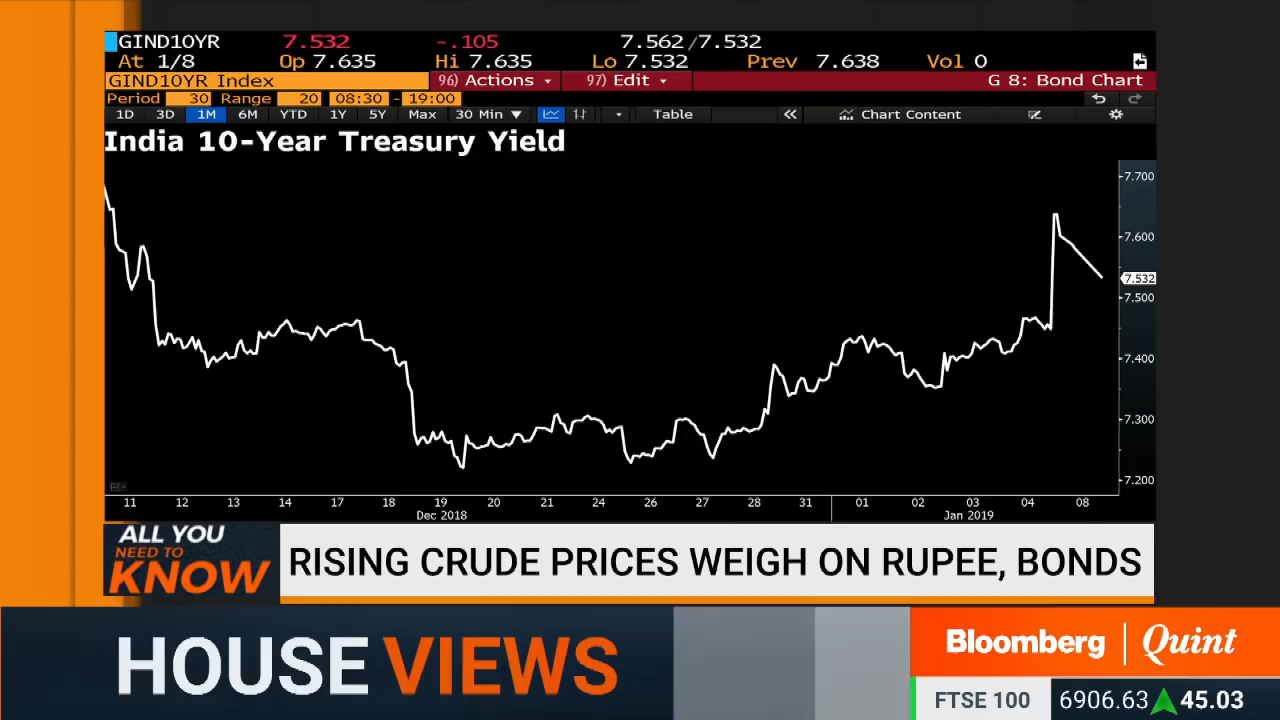 GIND10YR 7.532 -.105 7.562/7.532
At 1/8 Op 7.635 Hi 7.635 Lo 7.532 Prev 7.638 Vol 0
GIND10YR Index 96) Actions 97) Edit G 8: Bond Chart
Period 30 Range 20 08:30 - 19:00
1D 3D 1M 6M YTD 1Y 5Y Max 30 Min ▼ Table « Chart Content
India 10-Year Treasury Yield
7.700
7.600
7.532
7.500
7.400
7.300
7.200
11 12 13 14 17 18 19 20 21 24 26 27 28 31 01 02 03 04 08
Dec 2018 Jan 2019
ALL YOU
NEED TO
KNOW
RISING CRUDE PRICES WEIGH ON RUPEE, BONDS
HOUSE VIEWS
Bloomberg | Quint
FTSE 100 6906.63 ▲ 45.03